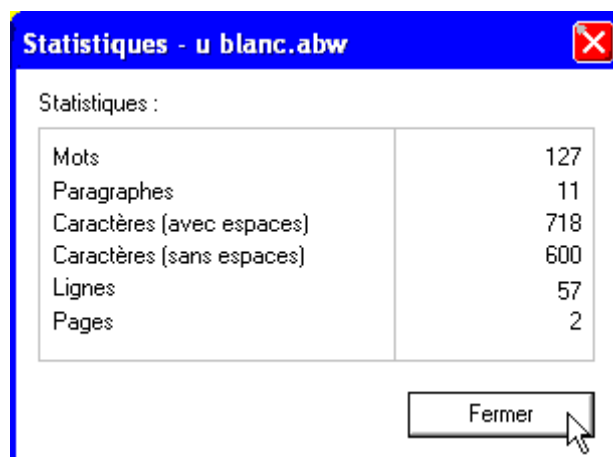 Statistiques - u blanc.abw
Statistiques :
Mots 127
Paragraphes 11
Caractères (avec espaces) 718
Caractères (sans espaces) 600
Lignes 57
Pages 2
Fermer